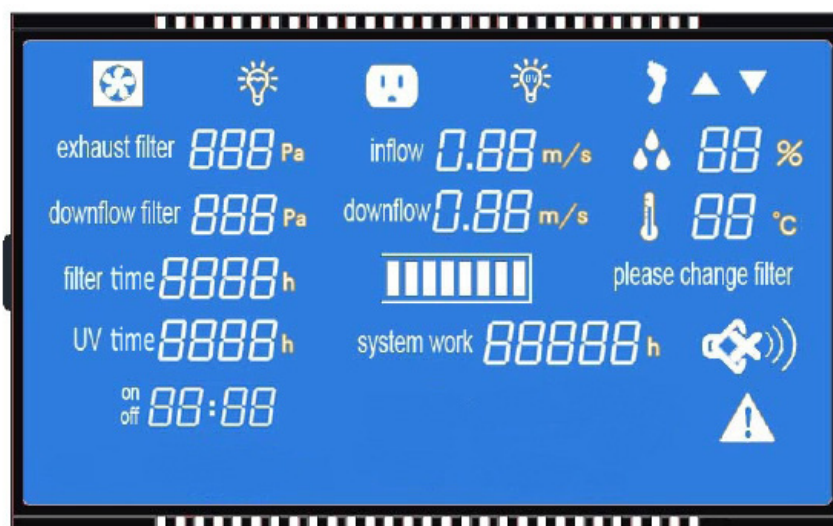 UV
exhaust filter 888 Pa inflow 0.88 m/s 88 %
downflow filter 888 Pa downflow 0.88 m/s 88 °C
filter time 8888 h please change filter
UV time 8888 h system work 88888 h
on
off 88:88